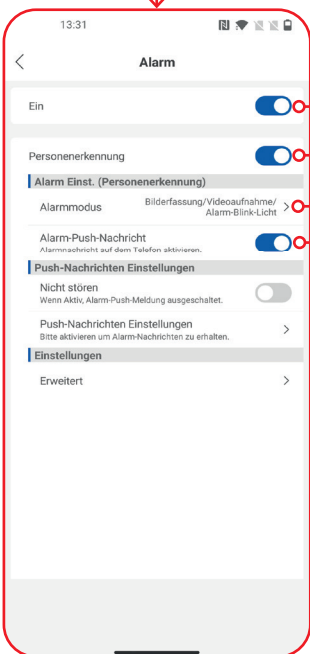 13:31
Alarm
Ein
Personenerkennung
Alarm Einst. (Personenerkennung)
Alarmmodus
Bilderfassung/Videoaufnahme/
Alarm-Blink-Licht
Alarm-Push-Nachricht
Alarmnachricht auf dem Telefon aktivieren.
Push-Nachrichten Einstellungen
Nicht stören
Wenn Aktiv, Alarm-Push-Meldung ausgeschaltet.
Push-Nachrichten Einstellungen
Bitte aktivieren um Alarm-Nachrichten zu erhalten.
Einstellungen
Erweitert